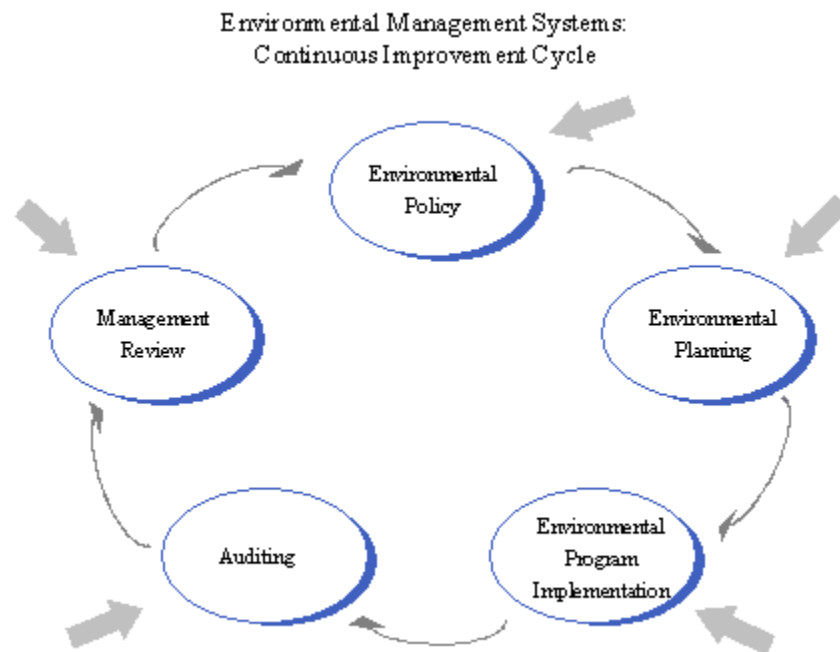 Environmental Management Systems:
Continuous Improvement Cycle
Environmental
Policy
Environmental
Planning
Environmental
Program
Implementation
Auditing
Management
Review